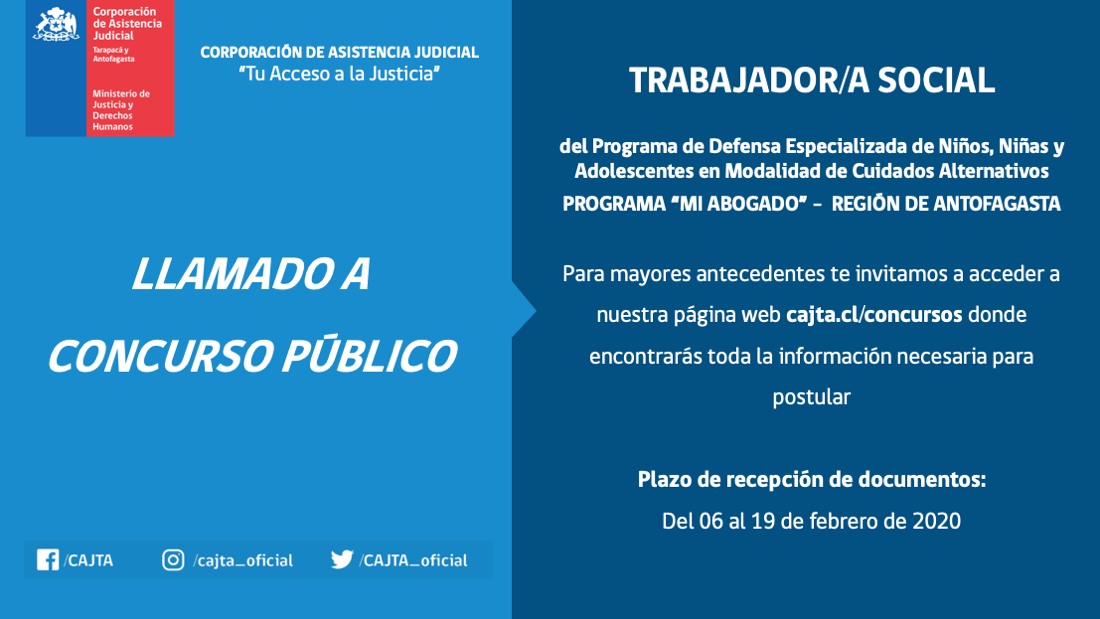 Corporación
de Asistencia
Judicial
Tarapacá y
Antofagasta
Ministerio de
Justicia y
Derechos
Humanos
CORPORACIÓN DE ASISTENCIA JUDICIAL
"Tu Acceso a la Justicia"
LLAMADO A
CONCURSO PÚBLICO
/CAJTA
/cajta_oficial
/CAJTA_oficial
TRABAJADOR/A SOCIAL
del Programa de Defensa Especializada de Niños, Niñas y
Adolescentes en Modalidad de Cuidados Alternativos
PROGRAMA "MI ABOGADO" – REGIÓN DE ANTOFAGASTA
Para mayores antecedentes te invitamos a acceder a
nuestra página web cajta.cl/concursos donde
encontrarás toda la información necesaria para
postular
Plazo de recepción de documentos:
Del 06 al 19 de febrero de 2020